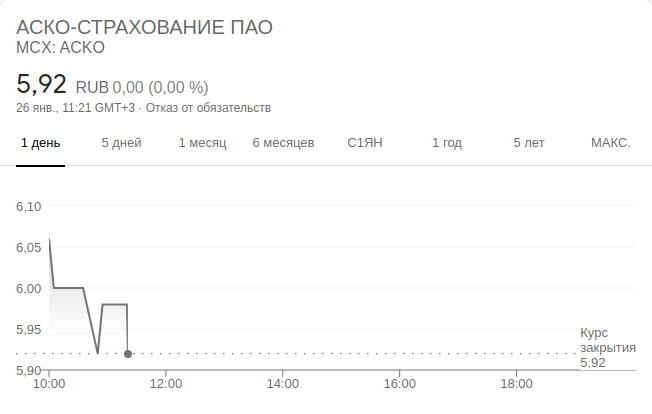 АСКО-СТРАХОВАНИЕ ПАО
MCX: ACKO
5,92 RUB 0,00 (0,00 %)
26 янв., 11:21 GMT+3 · Отказ от обязательств
1 день 5 дней 1 месяц 6 месяцев С1ЯН 1 год 5 лет МАКС.
6,10
6,05
6,00
5,95
5,90
Курс
закрытия
5,92
10:00 12:00 14:00 16:00 18:00